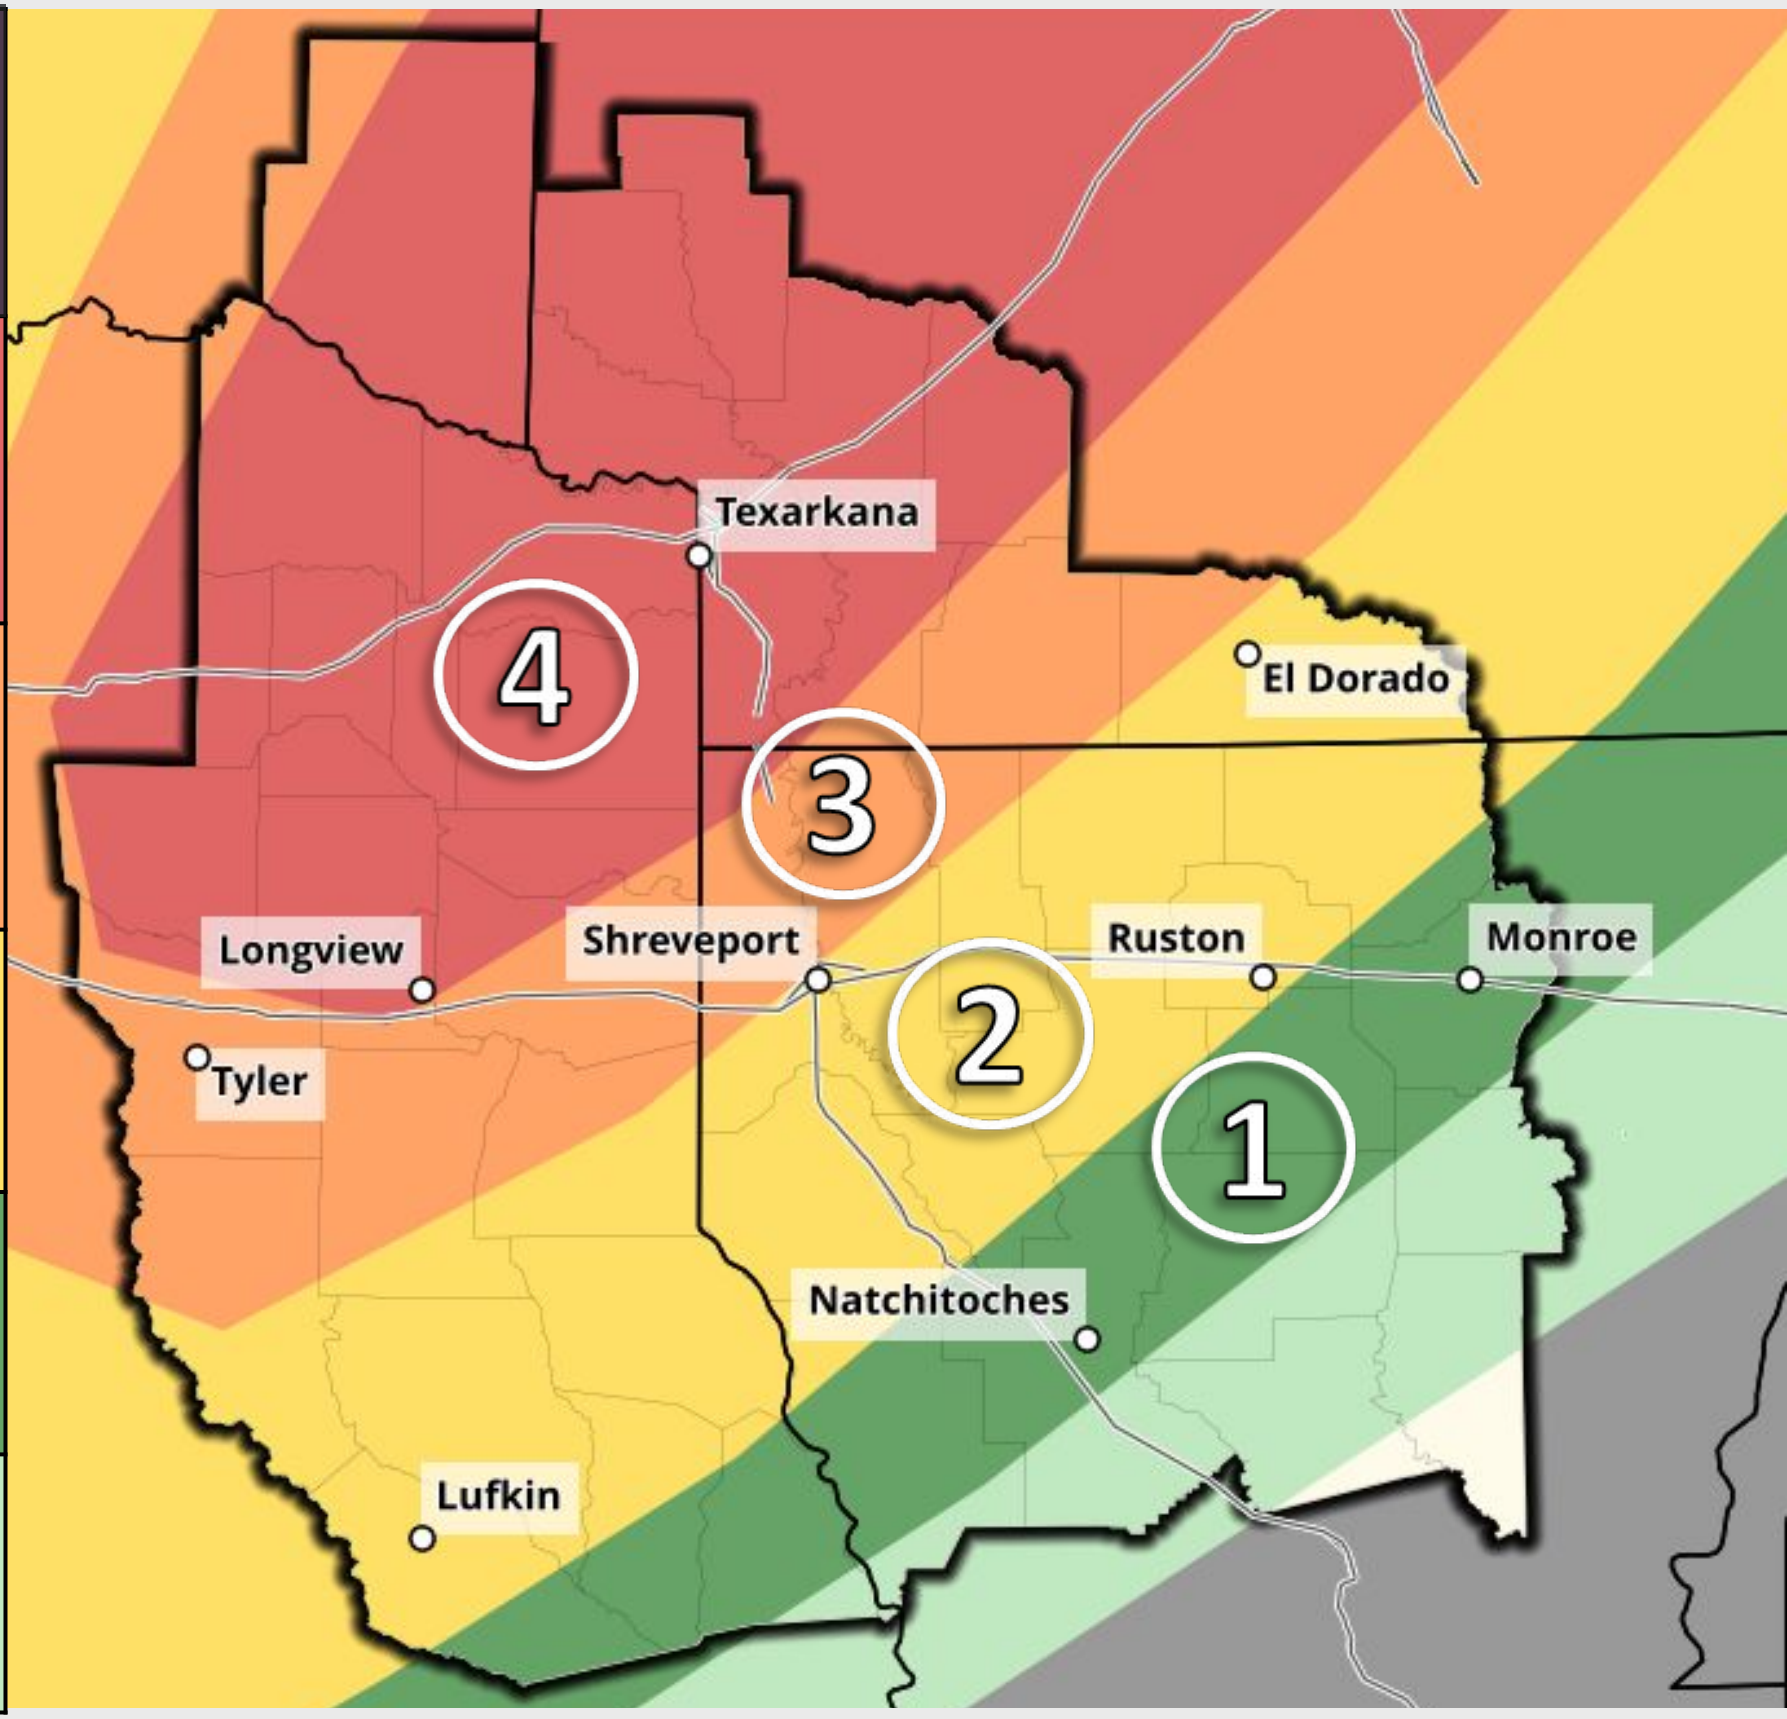 Texarkana
4
El Dorado
3
Longview
Shreveport
Ruston
Monroe
2
Tyler
1
Natchitoches
Lufkin